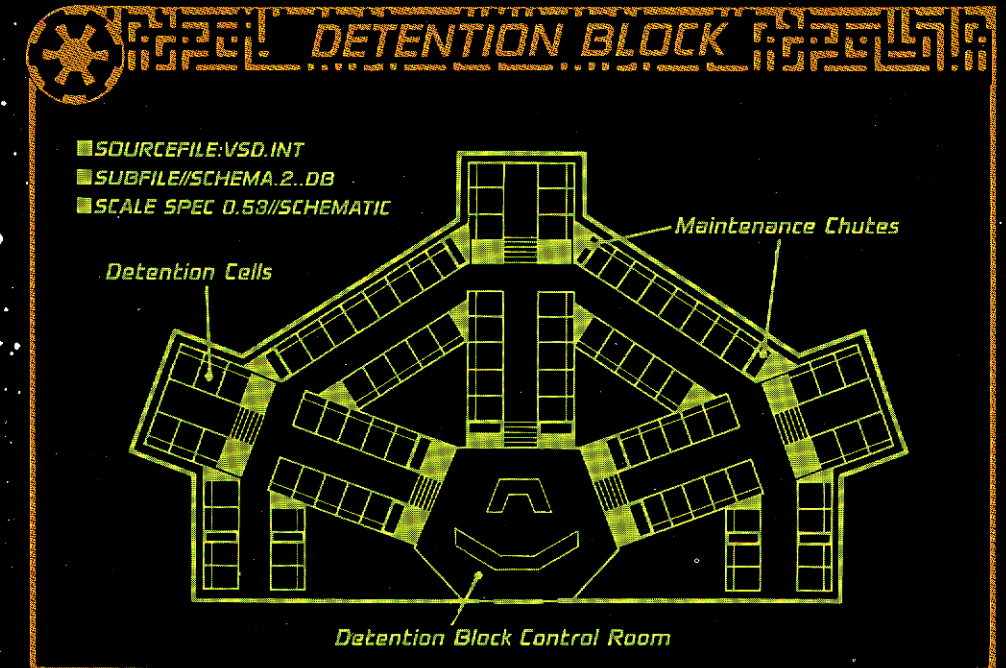 DETENTION BLOCK
SOURCEFILE:VSD.INT
SUBFILE//SCHEMA.2..DB
SCALE SPEC 0.53//SCHEMATIC
Maintenance Chutes
Detention Cells
Detention Block Control Room